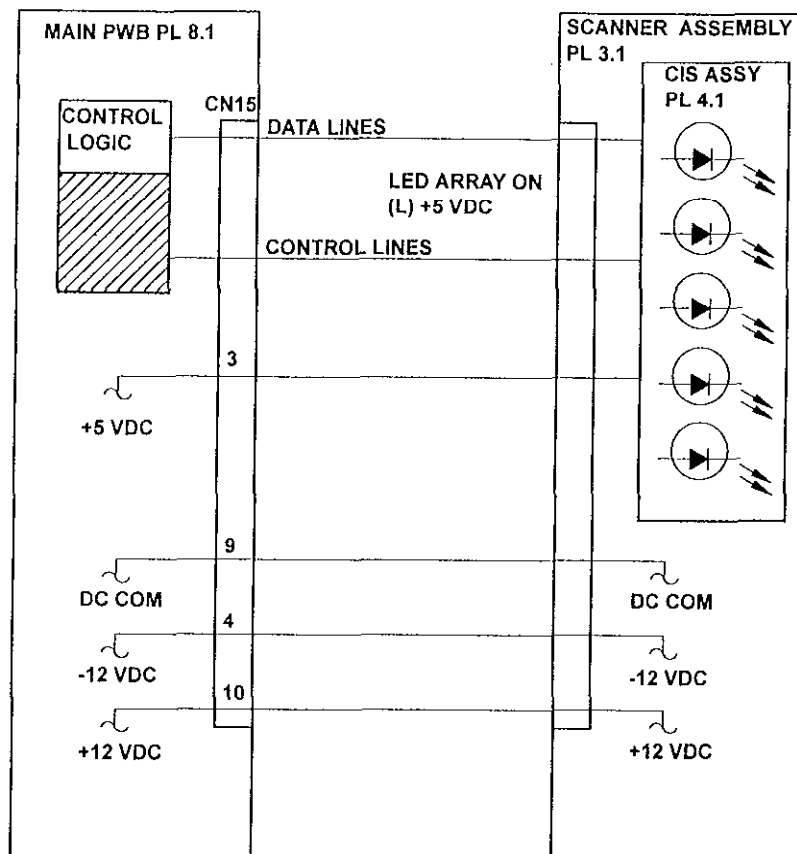 MAIN PWB PL 8.1
SCANNER ASSEMBLY
PL 3.1
CIS ASSY
PL 4.1
CN15
CONTROL
LOGIC
DATA LINES
LED ARRAY ON
(L) +5 VDC
CONTROL LINES
3
+5 VDC
9
DC COM
DC COM
4
-12 VDC
-12 VDC
10
+12 VDC
+12 VDC